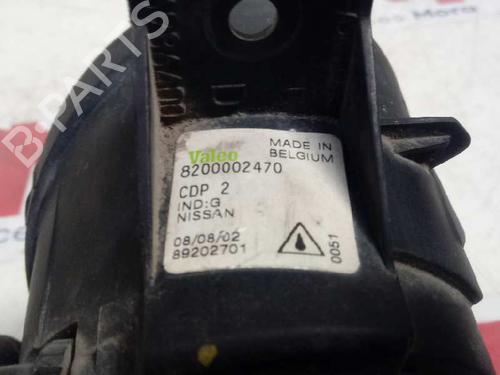 B-PARTS
Valeo
MADE IN
BELGIUM
8200002470
CDP 2
IND:G
NISSAN
08/08/02
89202701
0051
D